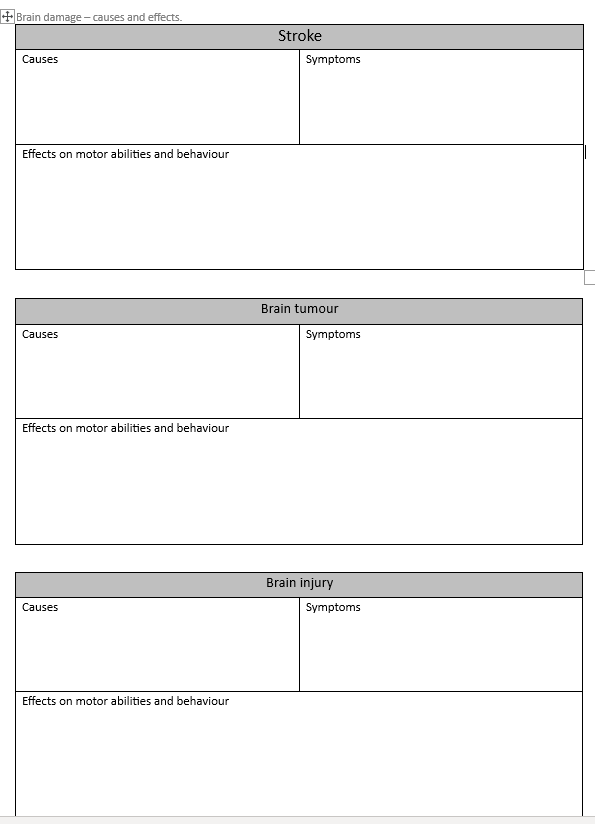 Brain damage – causes and effects.
Stroke
Causes
Symptoms
Effects on motor abilities and behaviour
Brain tumour
Causes
Symptoms
Effects on motor abilities and behaviour
Brain injury
Causes
Symptoms
Effects on motor abilities and behaviour